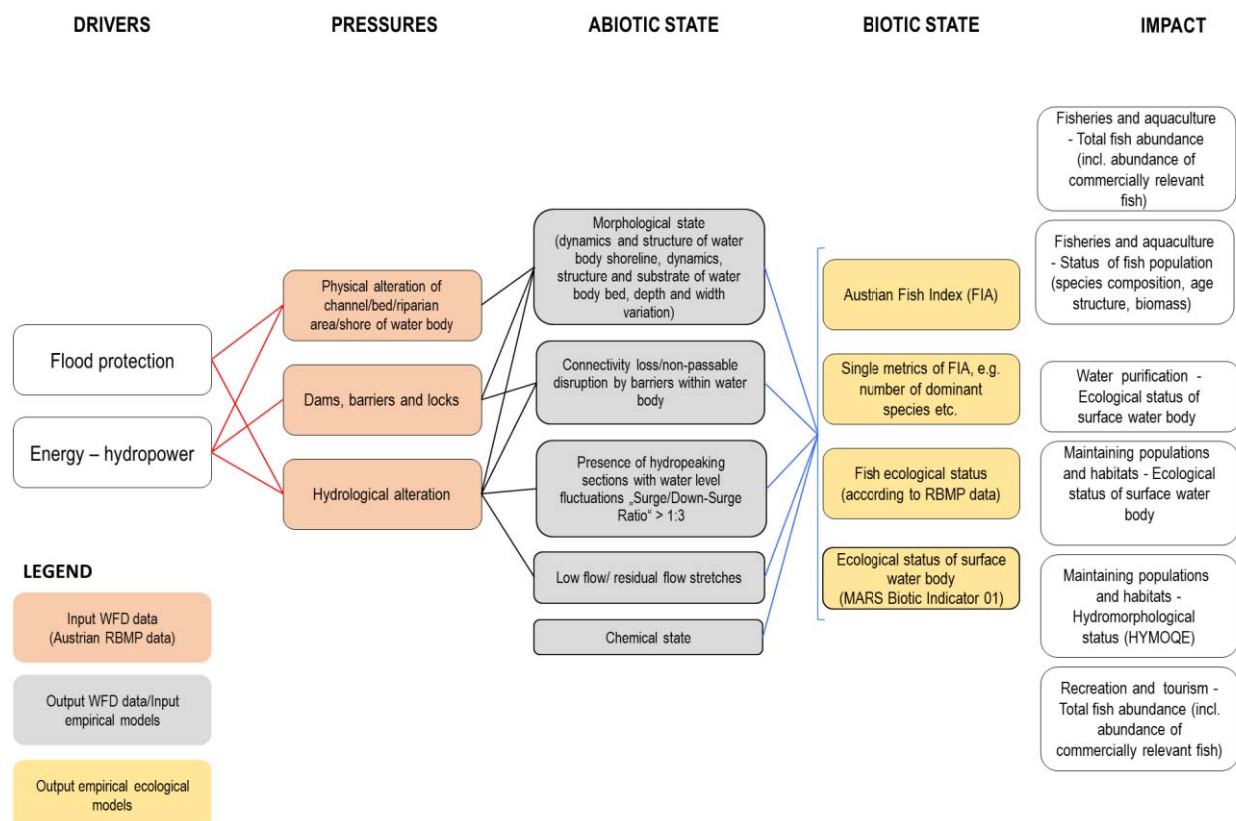 DRIVERS
PRESSURES
ABIOTIC STATE
BIOTIC STATE
IMPACT
Flood protection
Energy – hydropower
Physical alteration of
channel/bed/riparian
area/shore of water body
Dams, barriers and locks
Hydrological alteration
Morphological state
(dynamics and structure of water
body shoreline, dynamics,
structure and substrate of water
body bed, depth and width
variation)
Connectivity loss/non-passable
disruption by barriers within water
body
Presence of hydropeaking
sections with water level
fluctuations „Surge/Down-Surge
Ratio“ > 1:3
Low flow/ residual flow stretches
Chemical state
Austrian Fish Index (FIA)
Single metrics of FIA, e.g.
number of dominant
species etc.
Fish ecological status
(according to RBMP data)
Ecological status of surface
water body
(MARS Biotic Indicator 01)
Fisheries and aquaculture
- Total fish abundance
(incl. abundance of
commercially relevant
fish)
Fisheries and aquaculture
- Status of fish population
(species composition, age
structure, biomass)
Water purification -
Ecological status of
surface water body
Maintaining populations
and habitats - Ecological
status of surface water
body
Maintaining populations
and habitats -
Hydromorphological
status (HYMOQE)
Recreation and tourism -
Total fish abundance (incl.
abundance of
commercially relevant fish)
LEGEND
Input WFD data
(Austrian RBMP data)
Output WFD data/Input
empirical models
Output empirical ecological
models